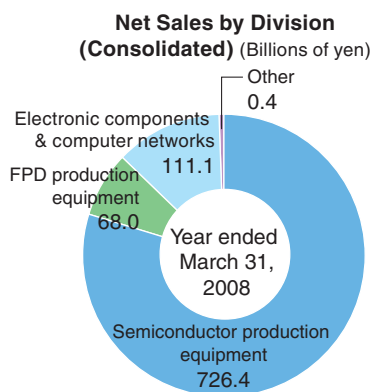 Net Sales by Division
(Consolidated) (Billions of yen)
Other
0.4
Electronic components
& computer networks
111.1
FPD production
equipment
68.0
Year ended
March 31,
2008
Semiconductor production
equipment
726.4